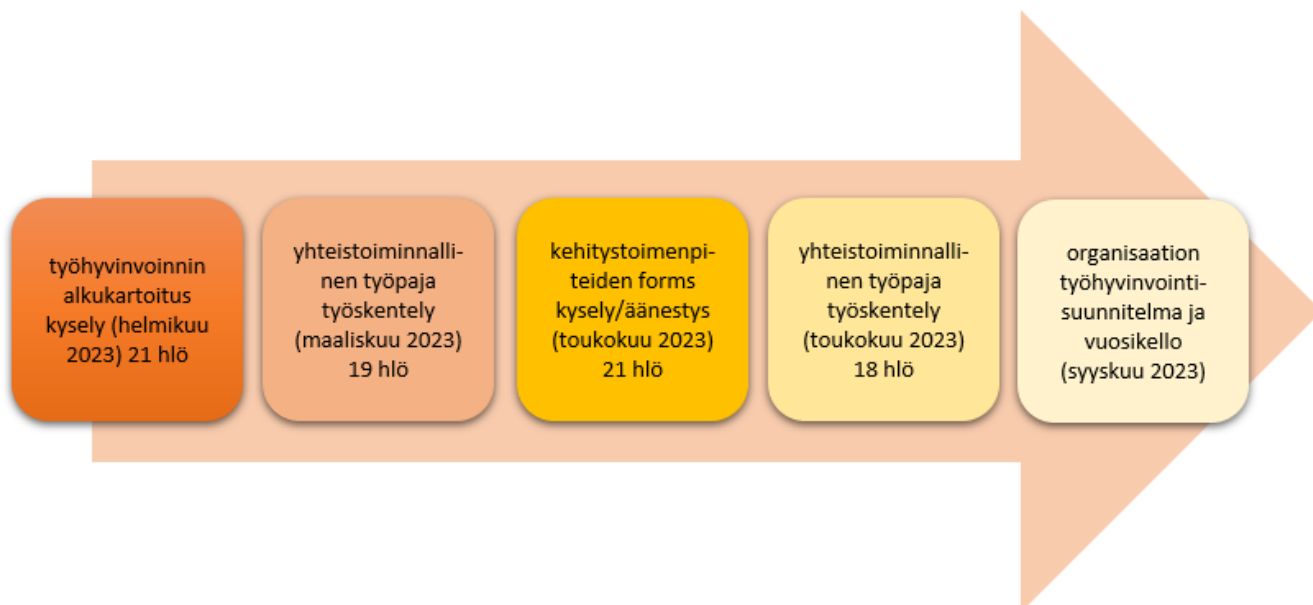 työhyvinvoinnin
alkukartoitus
kysely (helmikuu
2023) 21 hlö
yhteistoiminnalli-
nen työpaja
työskentely
(maaliskuu 2023)
19 hlö
kehitystoimenpi-
teiden forms
kysely/äänestys
(toukokuu 2023)
21 hlö
yhteistoiminnalli-
nen työpaja
työskentely
(toukokuu 2023)
18 hlö
organisaation
työhyvinvointi-
suunnitelma ja
vuosikello
(syyskuu 2023)